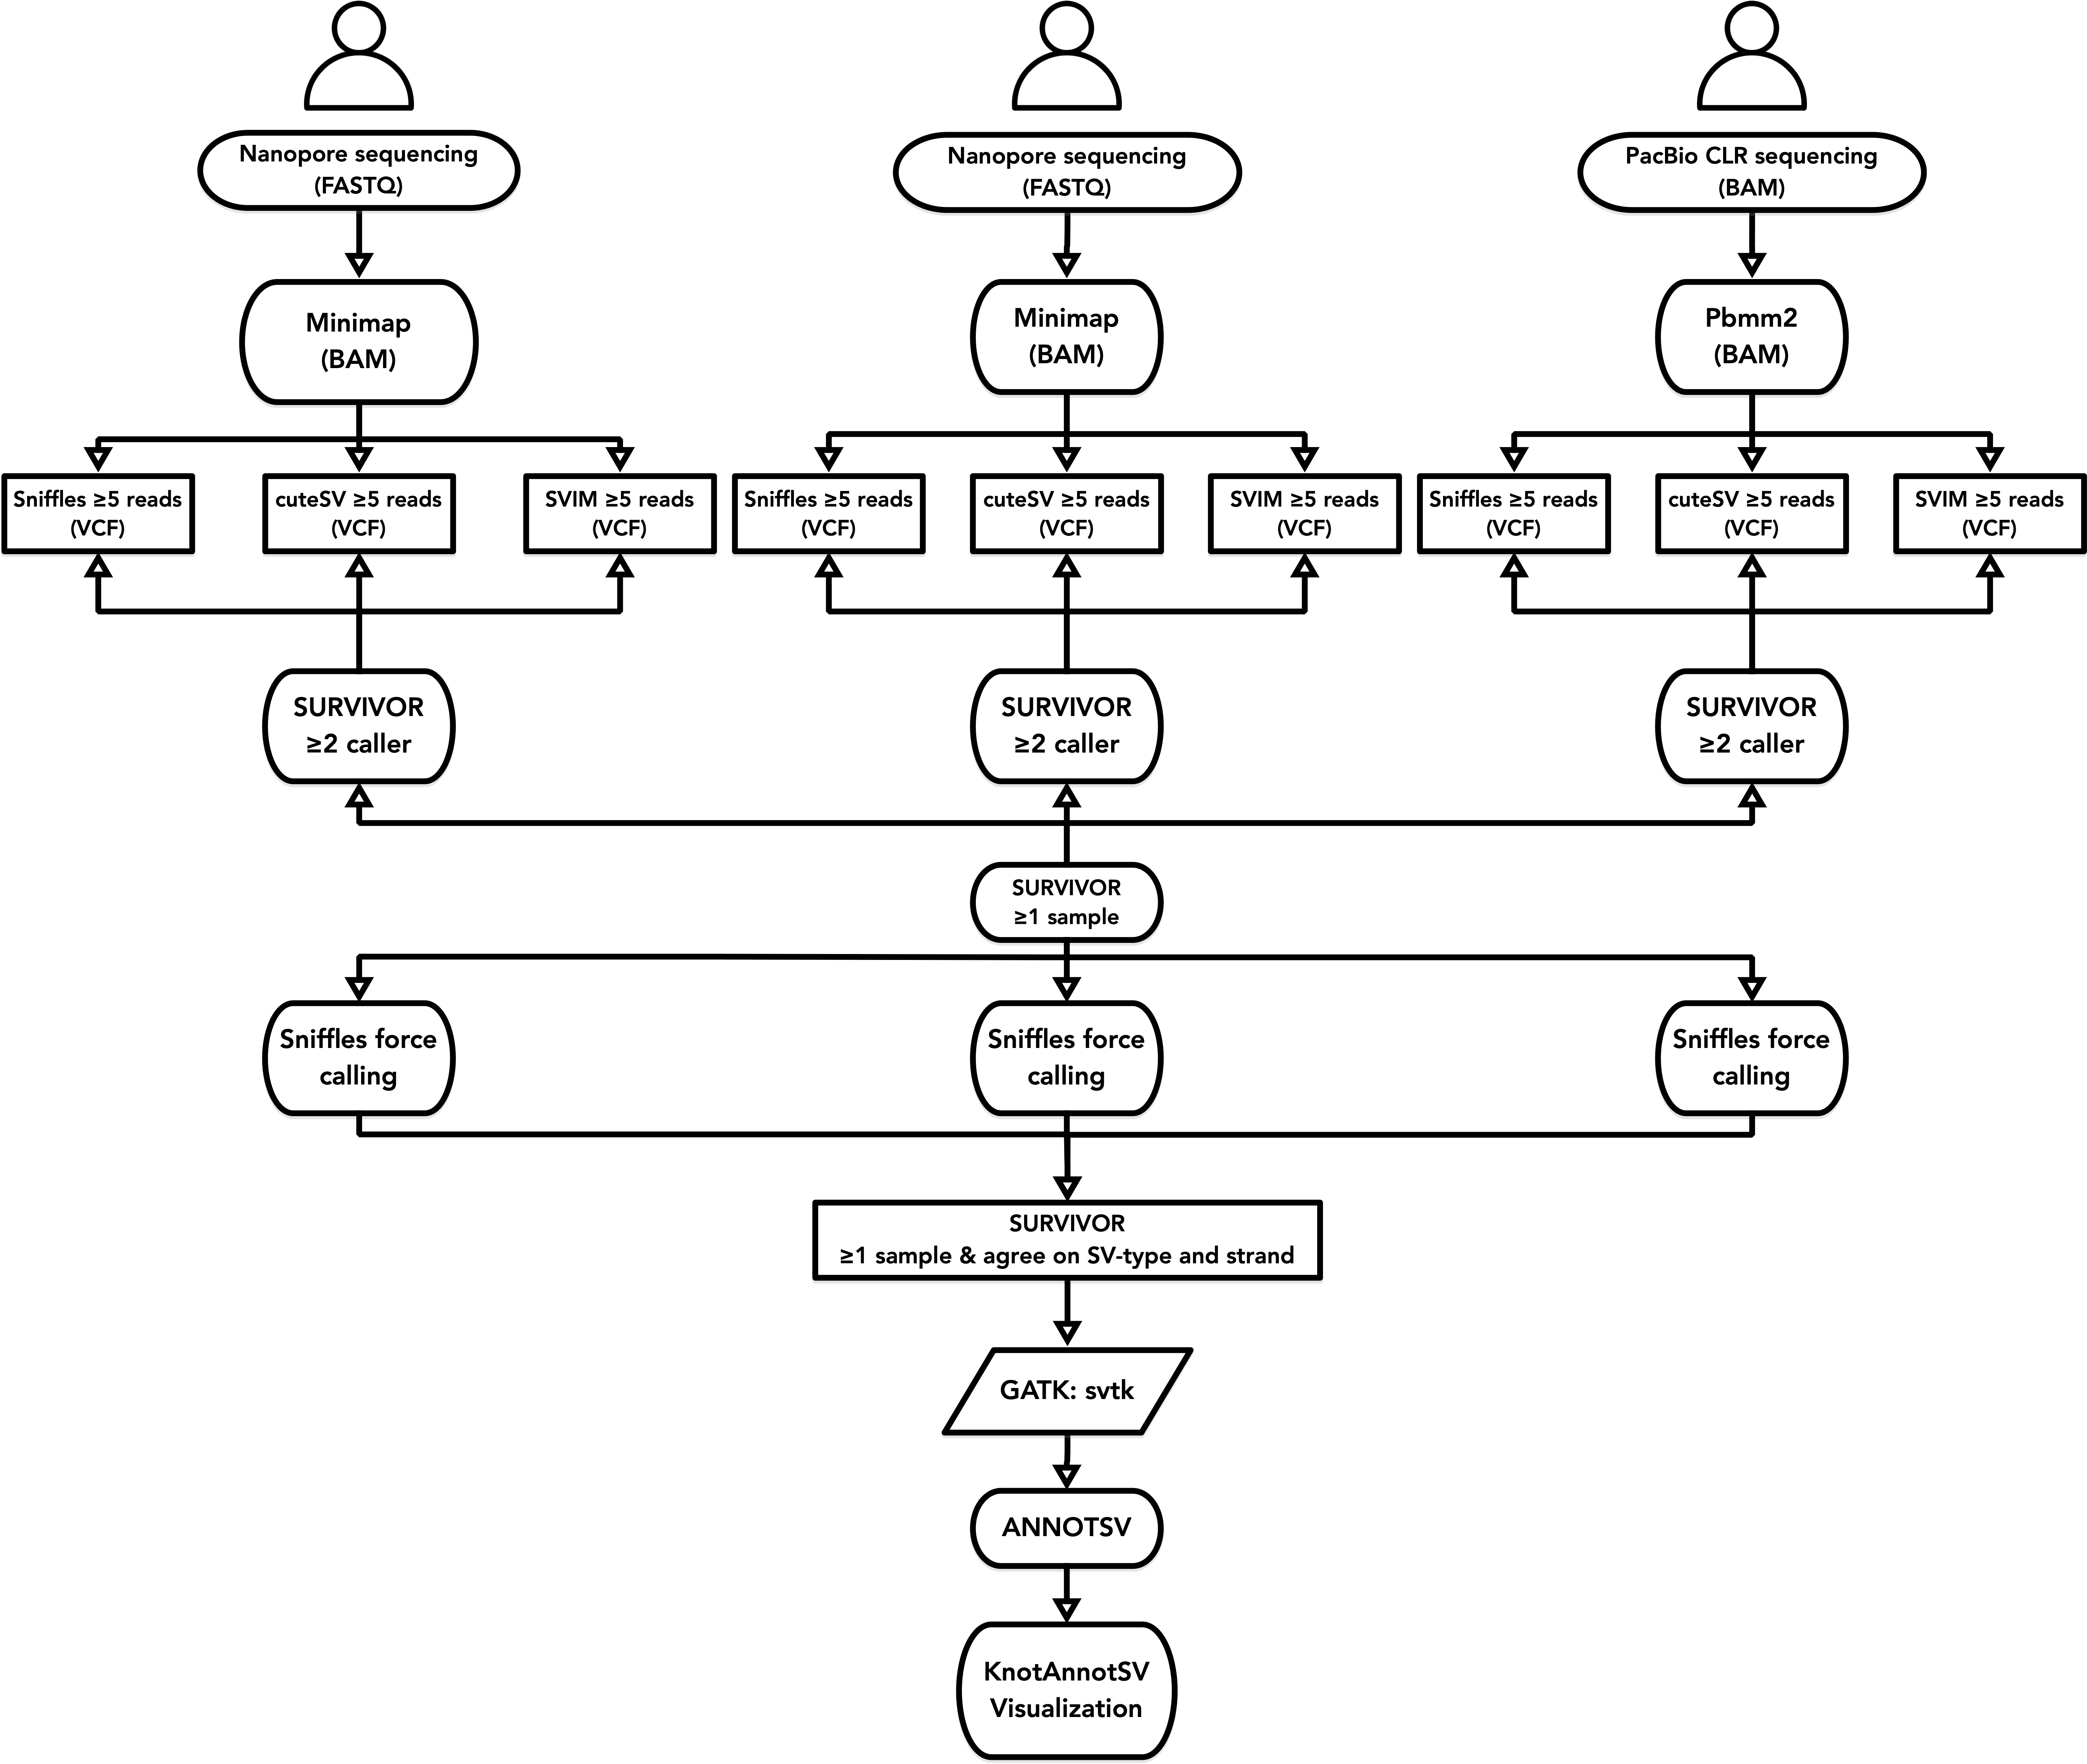 Nanopore sequencing
(FASTQ)
Nanopore sequencing
(FASTQ)
PacBio CLR sequencing
(BAM)
Minimap
(BAM)
Minimap
(BAM)
Pbmm2
(BAM)
Sniffles ≥5 reads
(VCF)
cuteSV ≥5 reads
(VCF)
SVIM ≥5 reads
(VCF)
Sniffles ≥5 reads
(VCF)
cuteSV ≥5 reads
(VCF)
SVIM ≥5 reads
(VCF)
Sniffles ≥5 reads
(VCF)
cuteSV ≥5 reads
(VCF)
SVIM ≥5 reads
(VCF)
SURVIVOR
≥2 caller
SURVIVOR
≥2 caller
SURVIVOR
≥2 caller
SURVIVOR
≥1 sample
Sniffles force
calling
Sniffles force
calling
Sniffles force
calling
SURVIVOR
≥1 sample & agree on SV-type and strand
GATK: svtk
ANNOTSV
KnotAnnotSV
Visualization